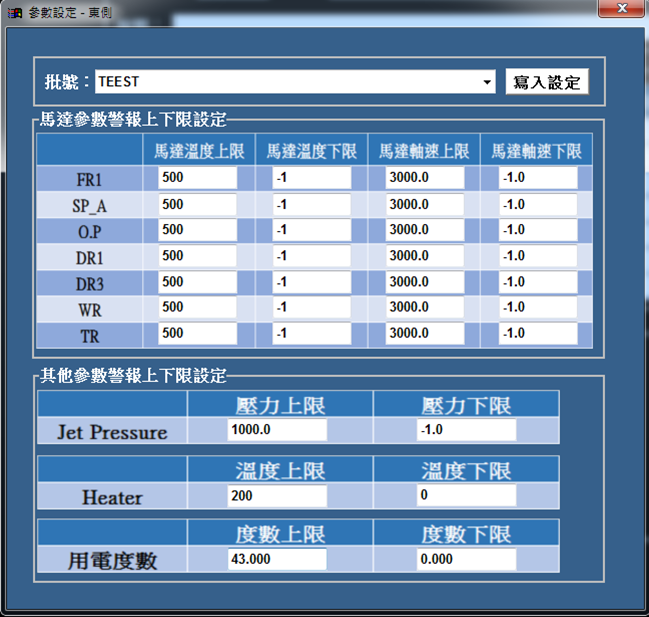 參數設定 - 東側
批號： TEEST 寫入設定
馬達參數警報上下限設定
馬達溫度上限 馬達溫度下限 馬達軸速上限 馬達軸速下限
FR1 500 -1 3000.0 -1.0
SP_A 500 -1 3000.0 -1.0
O.P 500 -1 3000.0 -1.0
DR1 500 -1 3000.0 -1.0
DR3 500 -1 3000.0 -1.0
WR 500 -1 3000.0 -1.0
TR 500 -1 3000.0 -1.0
其他參數警報上下限設定
壓力上限 壓力下限
Jet Pressure 1000.0 -1.0
溫度上限 溫度下限
Heater 200 0
度數上限 度數下限
用電度數 43.000 0.000